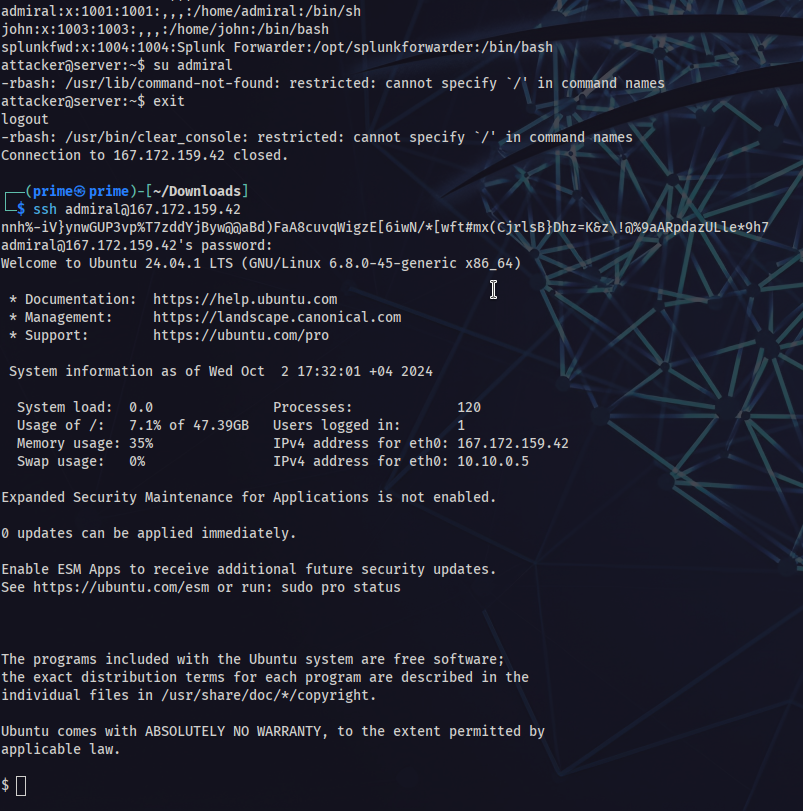 admiral:x:1001:1001:,,,:/home/admiral:/bin/sh
john:x:1003:1003:,,,:/home/john:/bin/bash
splunkfwd:x:1004:1004:Splunk Forwarder:/opt/splunkforwarder:/bin/bash
attacker@server:~$ su admiral
-rbash: /usr/lib/command-not-found: restricted: cannot specify `/' in command names
attacker@server:~$ exit
logout
-rbash: /usr/bin/clear_console: restricted: cannot specify `/' in command names
Connection to 167.172.159.42 closed.
┌──(prime㉿prime)-[~/Downloads]
└─$ ssh admiral@167.172.159.42
nnh%-iV}ynwGUP3vp%T7zddYjByw@@aBd)FaA8cuvqWigzE[6iwN/*[wft#mx(CjrlsB}Dhz=K&z\!@%9aARpdazULle*9h7
admiral@167.172.159.42's password:
Welcome to Ubuntu 24.04.1 LTS (GNU/Linux 6.8.0-45-generic x86_64)
* Documentation:  https://help.ubuntu.com
* Management:     https://landscape.canonical.com
* Support:        https://ubuntu.com/pro
System information as of Wed Oct  2 17:32:01 +04 2024
System load:  0.0                Processes:             120
Usage of /:   7.1% of 47.39GB    Users logged in:       1
Memory usage: 35%                IPv4 address for eth0: 167.172.159.42
Swap usage:   0%                 IPv4 address for eth0: 10.10.0.5
Expanded Security Maintenance for Applications is not enabled.
0 updates can be applied immediately.
Enable ESM Apps to receive additional future security updates.
See https://ubuntu.com/esm or run: sudo pro status
The programs included with the Ubuntu system are free software;
the exact distribution terms for each program are described in the
individual files in /usr/share/doc/*/copyright.
Ubuntu comes with ABSOLUTELY NO WARRANTY, to the extent permitted by
applicable law.
$